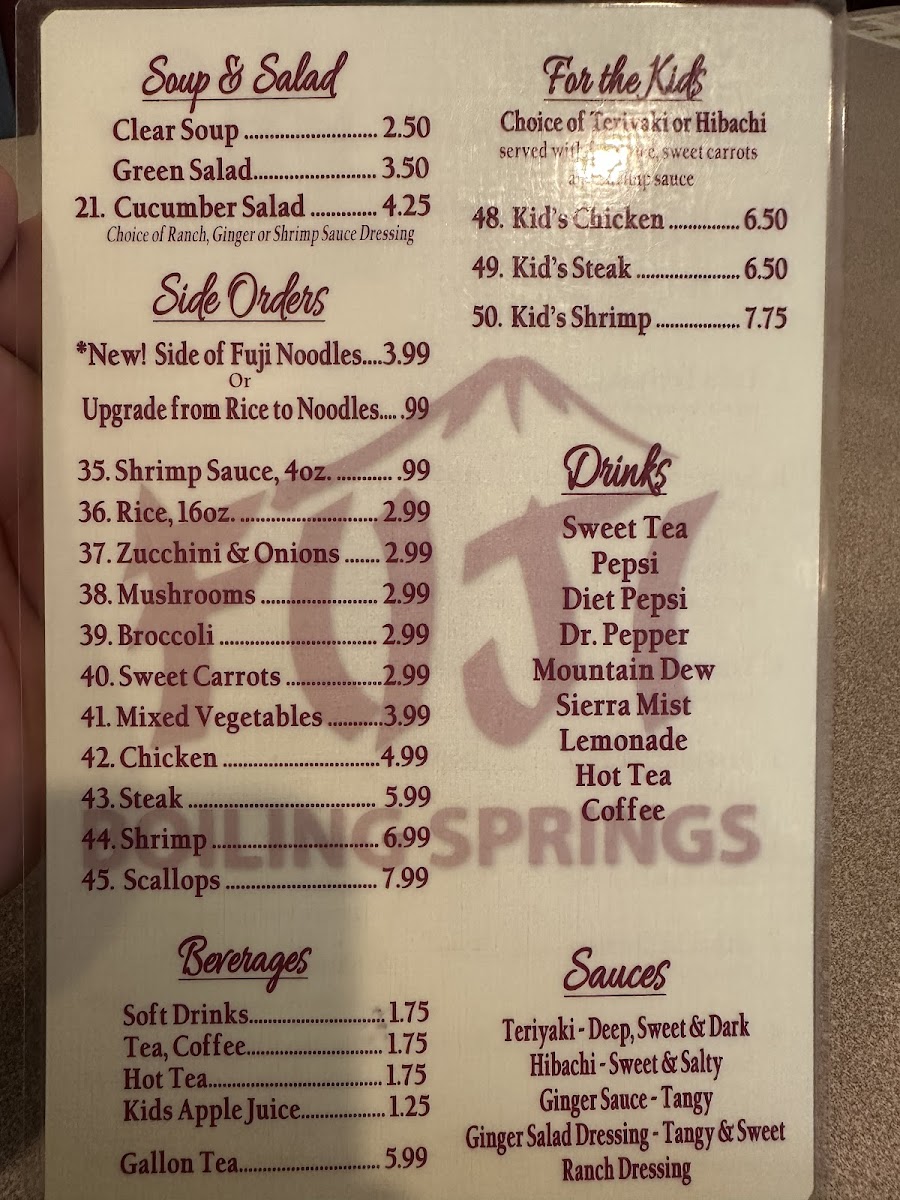 Soup & Salad
Clear Soup ........................... 2.50
Green Salad......................... 3.50
21. Cucumber Salad ............. 4.25
Choice of Ranch, Ginger or Shrimp Sauce Dressing
Side Orders
*New! Side of Fuji Noodles....3.99
Or
Upgrade from Rice to Noodles.... .99
35. Shrimp Sauce, 4oz. ........... .99
36. Rice, 16oz. ............................ 2.99
37. Zucchini & Onions ....... 2.99
38. Mushrooms ........................ 2.99
39. Broccoli ................................ 2.99
40. Sweet Carrots ...................2.99
41. Mixed Vegetables ...........3.99
42. Chicken ...............................4.99
43. Steak ...................................... 5.99
44. Shrimp ................................. 6.99
45. Scallops .............................. 7.99
Beverages
Soft Drinks........................... 1.75
Tea, Coffee........................... 1.75
Hot Tea.................................. 1.75
Kids Apple Juice................. 1.25
Gallon Tea............................ 5.99
For the Kids
Choice of Teriyaki or Hibachi
served with sweet carrots
sauce
48. Kid's Chicken .............. 6.50
49. Kid's Steak ..................... 6.50
50. Kid's Shrimp ................. 7.75
Drinks
Sweet Tea
Pepsi
Diet Pepsi
Dr. Pepper
Mountain Dew
Sierra Mist
Lemonade
Hot Tea
Coffee
Sauces
Teriyaki - Deep, Sweet & Dark
Hibachi - Sweet & Salty
Ginger Sauce - Tangy
Ginger Salad Dressing - Tangy & Sweet
Ranch Dressing
FUJI
BOILING SPRINGS